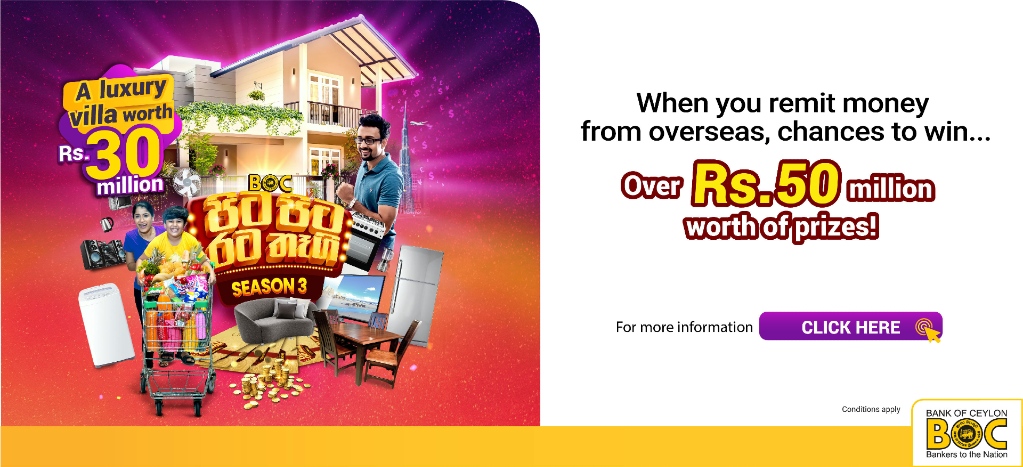 A luxury
villa worth
Rs. 30
million
BOC
පිට පිට
රට තෑගි
SEASON 3
When you remit money
from overseas, chances to win...
Over Rs.50 million
worth of prizes!
For more information CLICK HERE
Conditions apply
BANK OF CEYLON
BOC
Bankers to the Nation